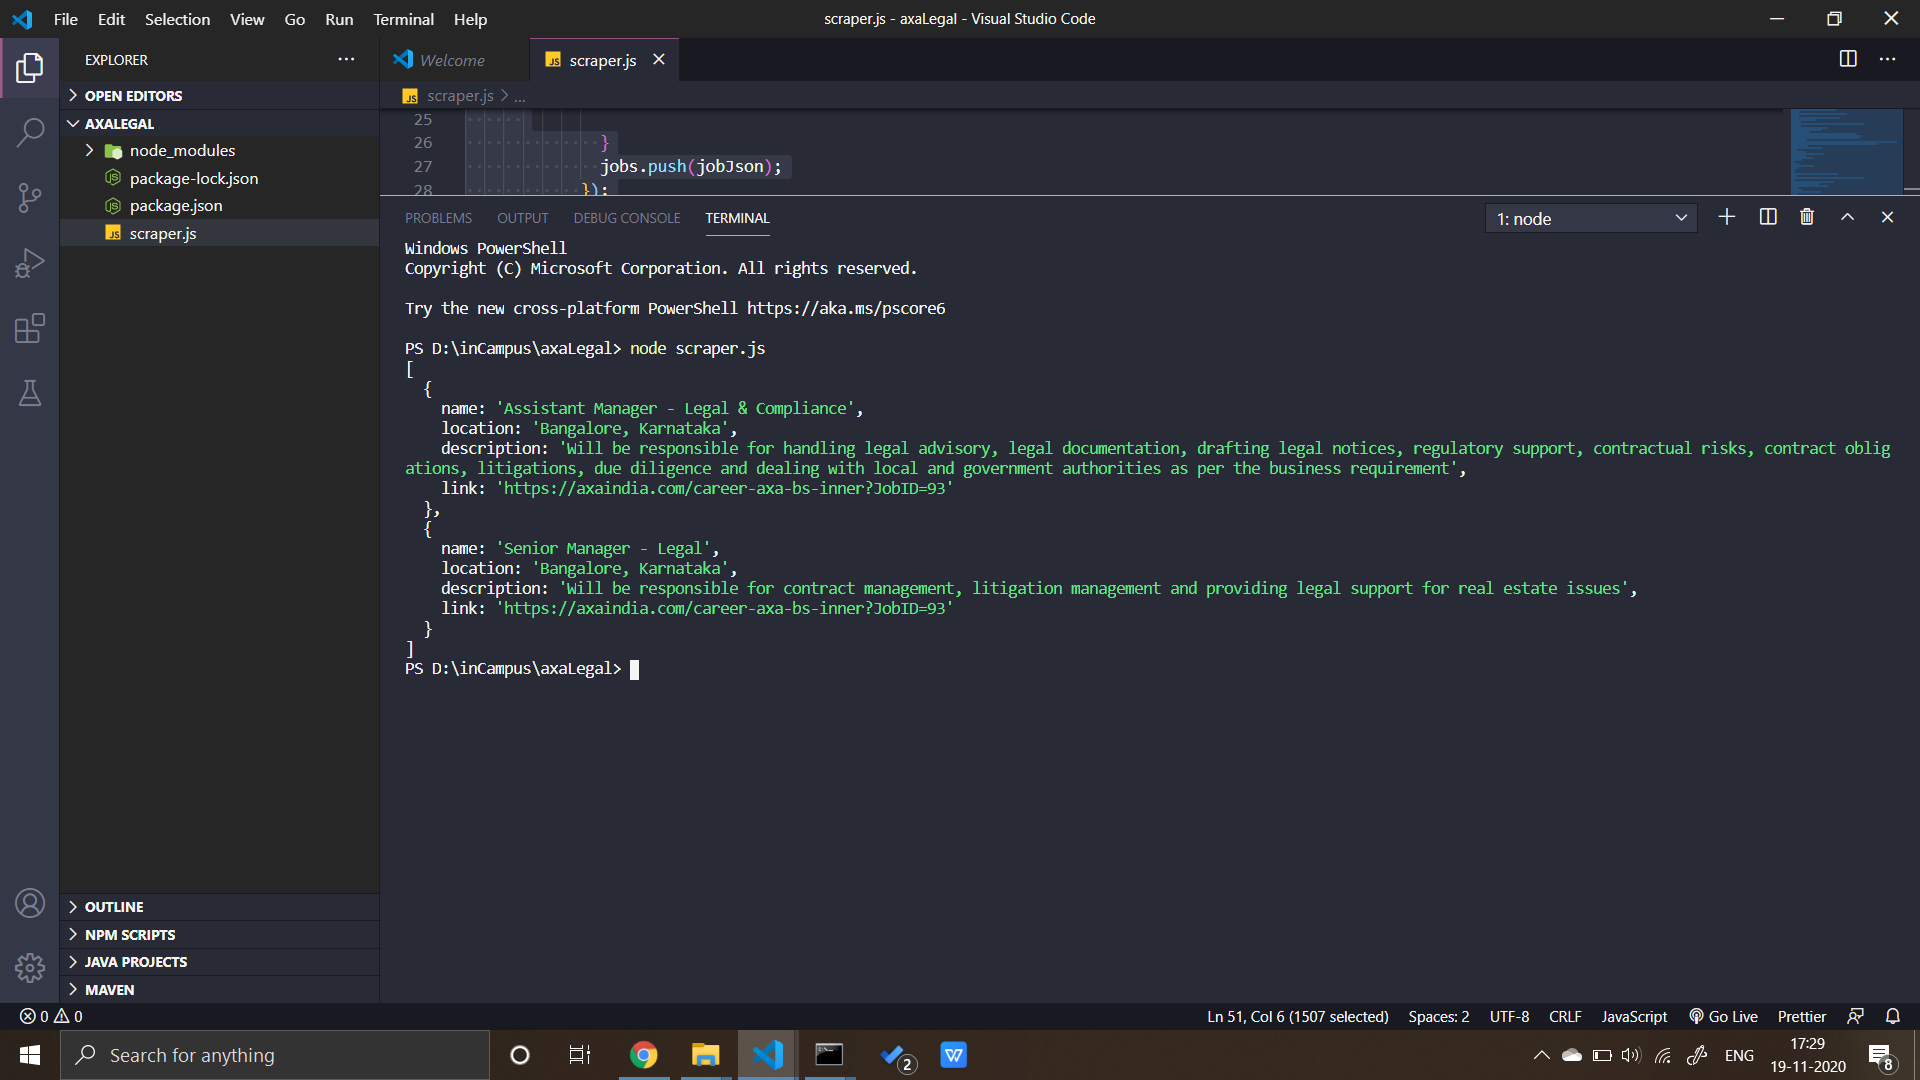 File Edit Selection View Go Run Terminal Help
scraper.js - axaLegal - Visual Studio Code
EXPLORER
Welcome
JS scraper.js
OPEN EDITORS
JS scraper.js > ...
AXALEGAL
node_modules
package-lock.json
package.json
JS scraper.js
25
26 }
27 jobs.push(jobJson);
28 });
PROBLEMS OUTPUT DEBUG CONSOLE TERMINAL
1: node
Windows PowerShell
Copyright (C) Microsoft Corporation. All rights reserved.
Try the new cross-platform PowerShell https://aka.ms/pscore6
PS D:\inCampus\axaLegal> node scraper.js
[
{
name: 'Assistant Manager - Legal & Compliance',
location: 'Bangalore, Karnataka',
description: 'Will be responsible for handling legal advisory, legal documentation, drafting legal notices, regulatory support, contractual risks, contract oblig
ations, litigations, due diligence and dealing with local and government authorities as per the business requirement',
link: 'https://axaindia.com/career-axa-bs-inner?JobID=93'
},
{
name: 'Senior Manager - Legal',
location: 'Bangalore, Karnataka',
description: 'Will be responsible for contract management, litigation management and providing legal support for real estate issues',
link: 'https://axaindia.com/career-axa-bs-inner?JobID=93'
}
]
PS D:\inCampus\axaLegal>
OUTLINE
NPM SCRIPTS
JAVA PROJECTS
MAVEN
0 0
Ln 51, Col 6 (1507 selected) Spaces: 2 UTF-8 CRLF JavaScript Go Live Prettier
Search for anything
2
W
ENG
17:29
19-11-2020
8